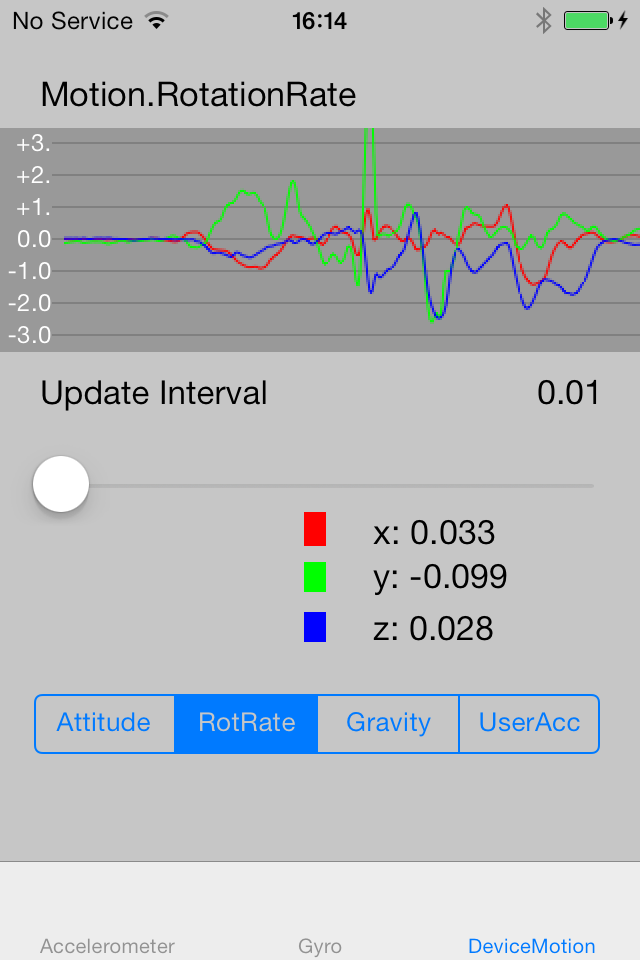 No Service 16:14
Motion.RotationRate
+3.
+2.
+1.
0.0
-1.0
-2.0
-3.0
Update Interval 0.01
x: 0.033
y: -0.099
z: 0.028
Attitude RotRate Gravity UserAcc
Accelerometer Gyro DeviceMotion